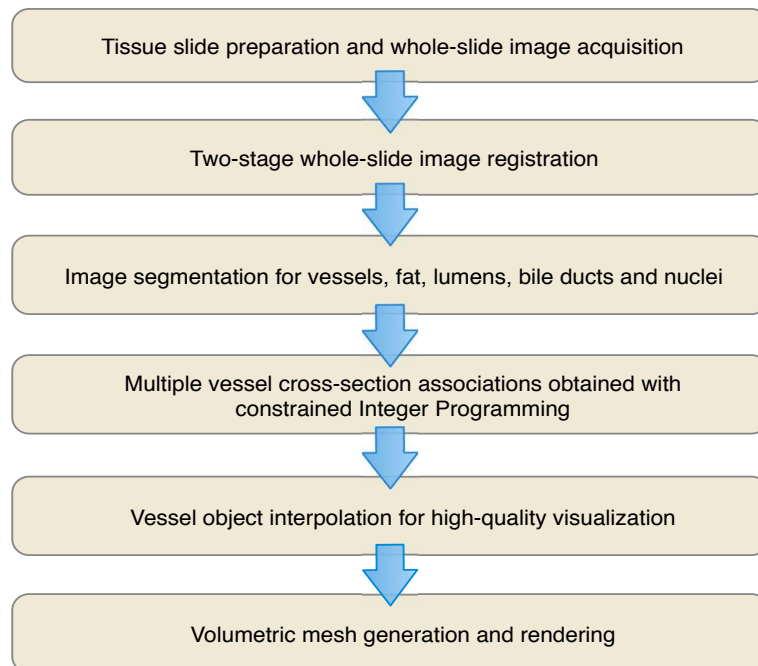 Tissue slide preparation and whole-slide image acquisition
Two-stage whole-slide image registration
Image segmentation for vessels, fat, lumens, bile ducts and nuclei
Multiple vessel cross-section associations obtained with
constrained Integer Programming
Vessel object interpolation for high-quality visualization
Volumetric mesh generation and rendering